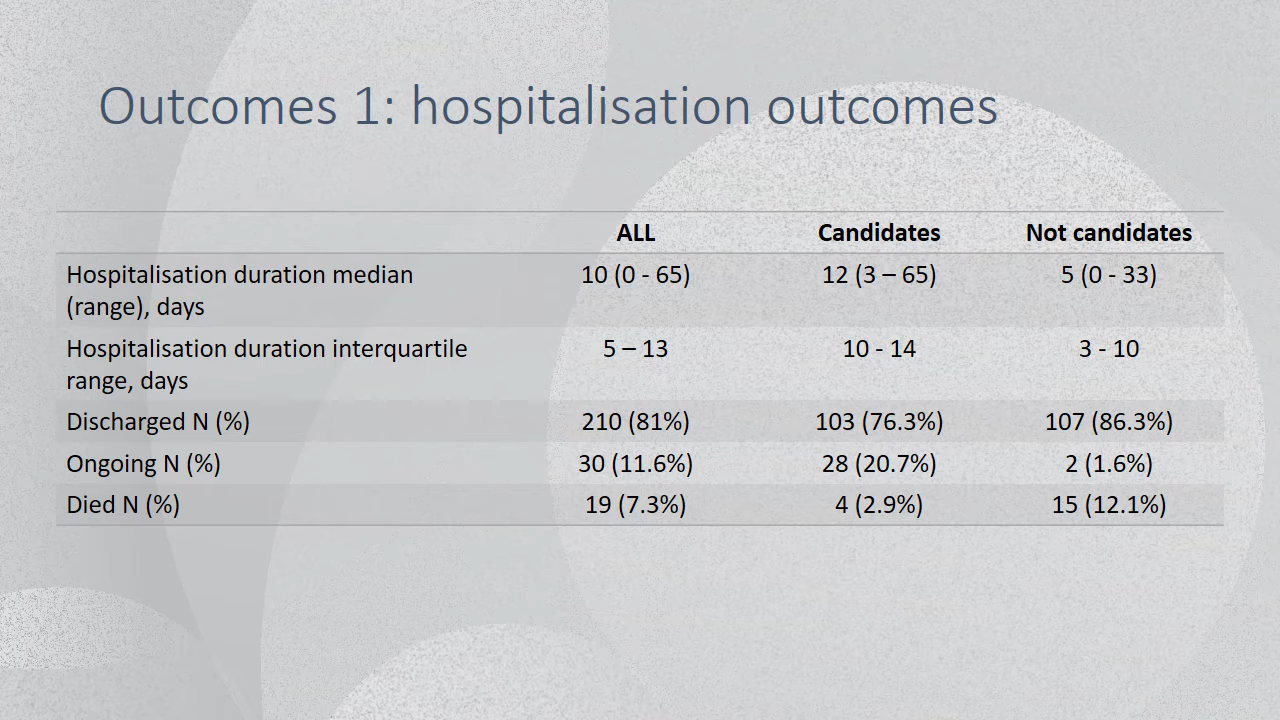 Outcomes 1: hospitalisation outcomes
ALL Candidates Not candidates
Hospitalisation duration median 10 (0 - 65) 12 (3 – 65) 5 (0 - 33)
(range), days
Hospitalisation duration interquartile 5 – 13 10 - 14 3 - 10
range, days
Discharged N (%) 210 (81%) 103 (76.3%) 107 (86.3%)
Ongoing N (%) 30 (11.6%) 28 (20.7%) 2 (1.6%)
Died N (%) 19 (7.3%) 4 (2.9%) 15 (12.1%)